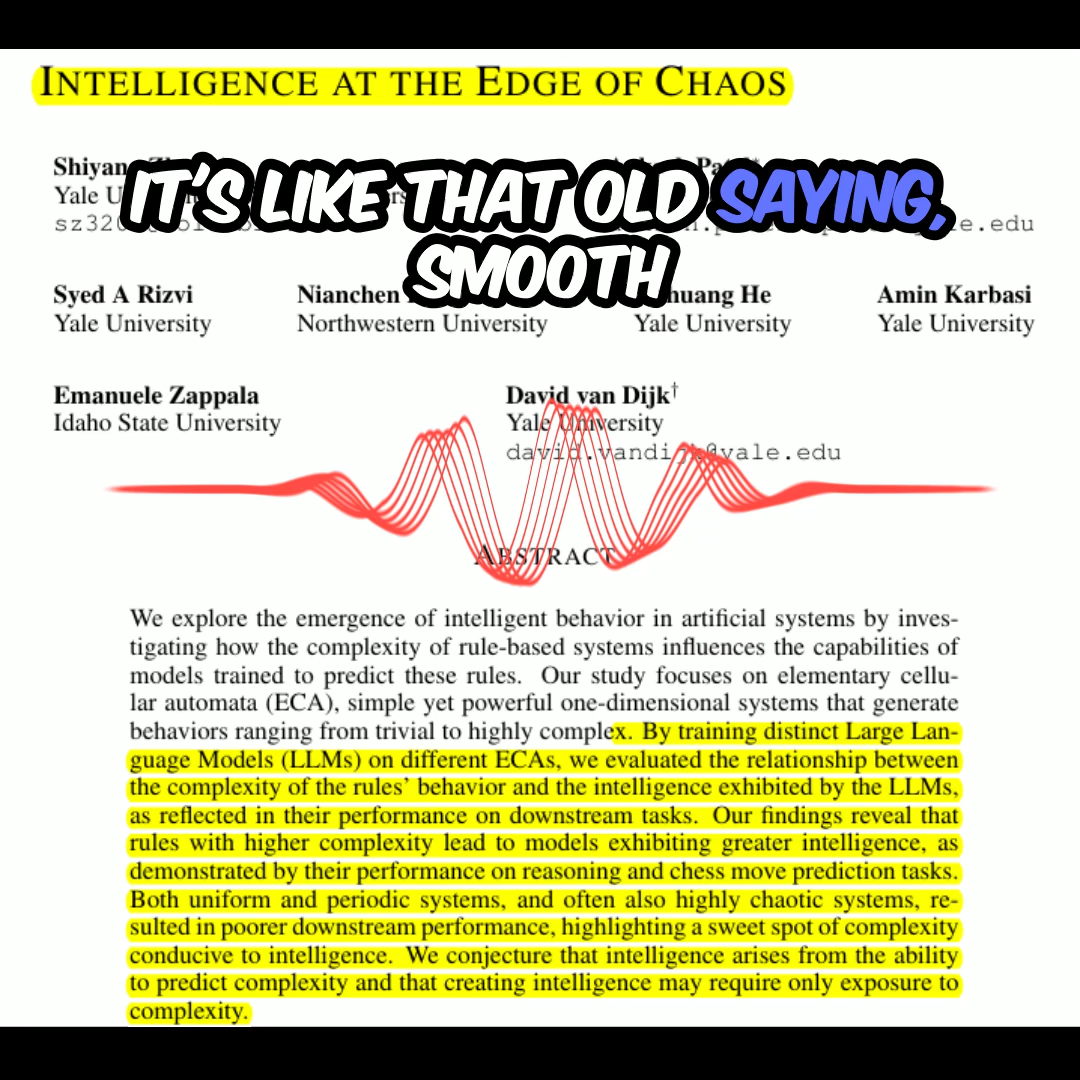 INTELLIGENCE AT THE EDGE OF CHAOS
IT'S LIKE THAT OLD SAYING,
SMOOTH
Syed A Rizvi
Yale University
Nianchen
Northwestern University
He
Yale University
Amin Karbasi
Yale University
Emanuele Zappala
Idaho State University
David van Dijk†
Yale University
david.vandijk@yale.edu
ABSTRACT
We explore the emergence of intelligent behavior in artificial systems by inves-
tigating how the complexity of rule-based systems influences the capabilities of
models trained to predict these rules. Our study focuses on elementary cellu-
lar automata (ECA), simple yet powerful one-dimensional systems that generate
behaviors ranging from trivial to highly complex. By training distinct Large Lan-
guage Models (LLMs) on different ECAs, we evaluated the relationship between
the complexity of the rules' behavior and the intelligence exhibited by the LLMs,
as reflected in their performance on downstream tasks. Our findings reveal that
rules with higher complexity lead to models exhibiting greater intelligence, as
demonstrated by their performance on reasoning and chess move prediction tasks.
Both uniform and periodic systems, and often also highly chaotic systems, re-
sulted in poorer downstream performance, highlighting a sweet spot of complexity
conducive to intelligence. We conjecture that intelligence arises from the ability
to predict complexity and that creating intelligence may require only exposure to
complexity.